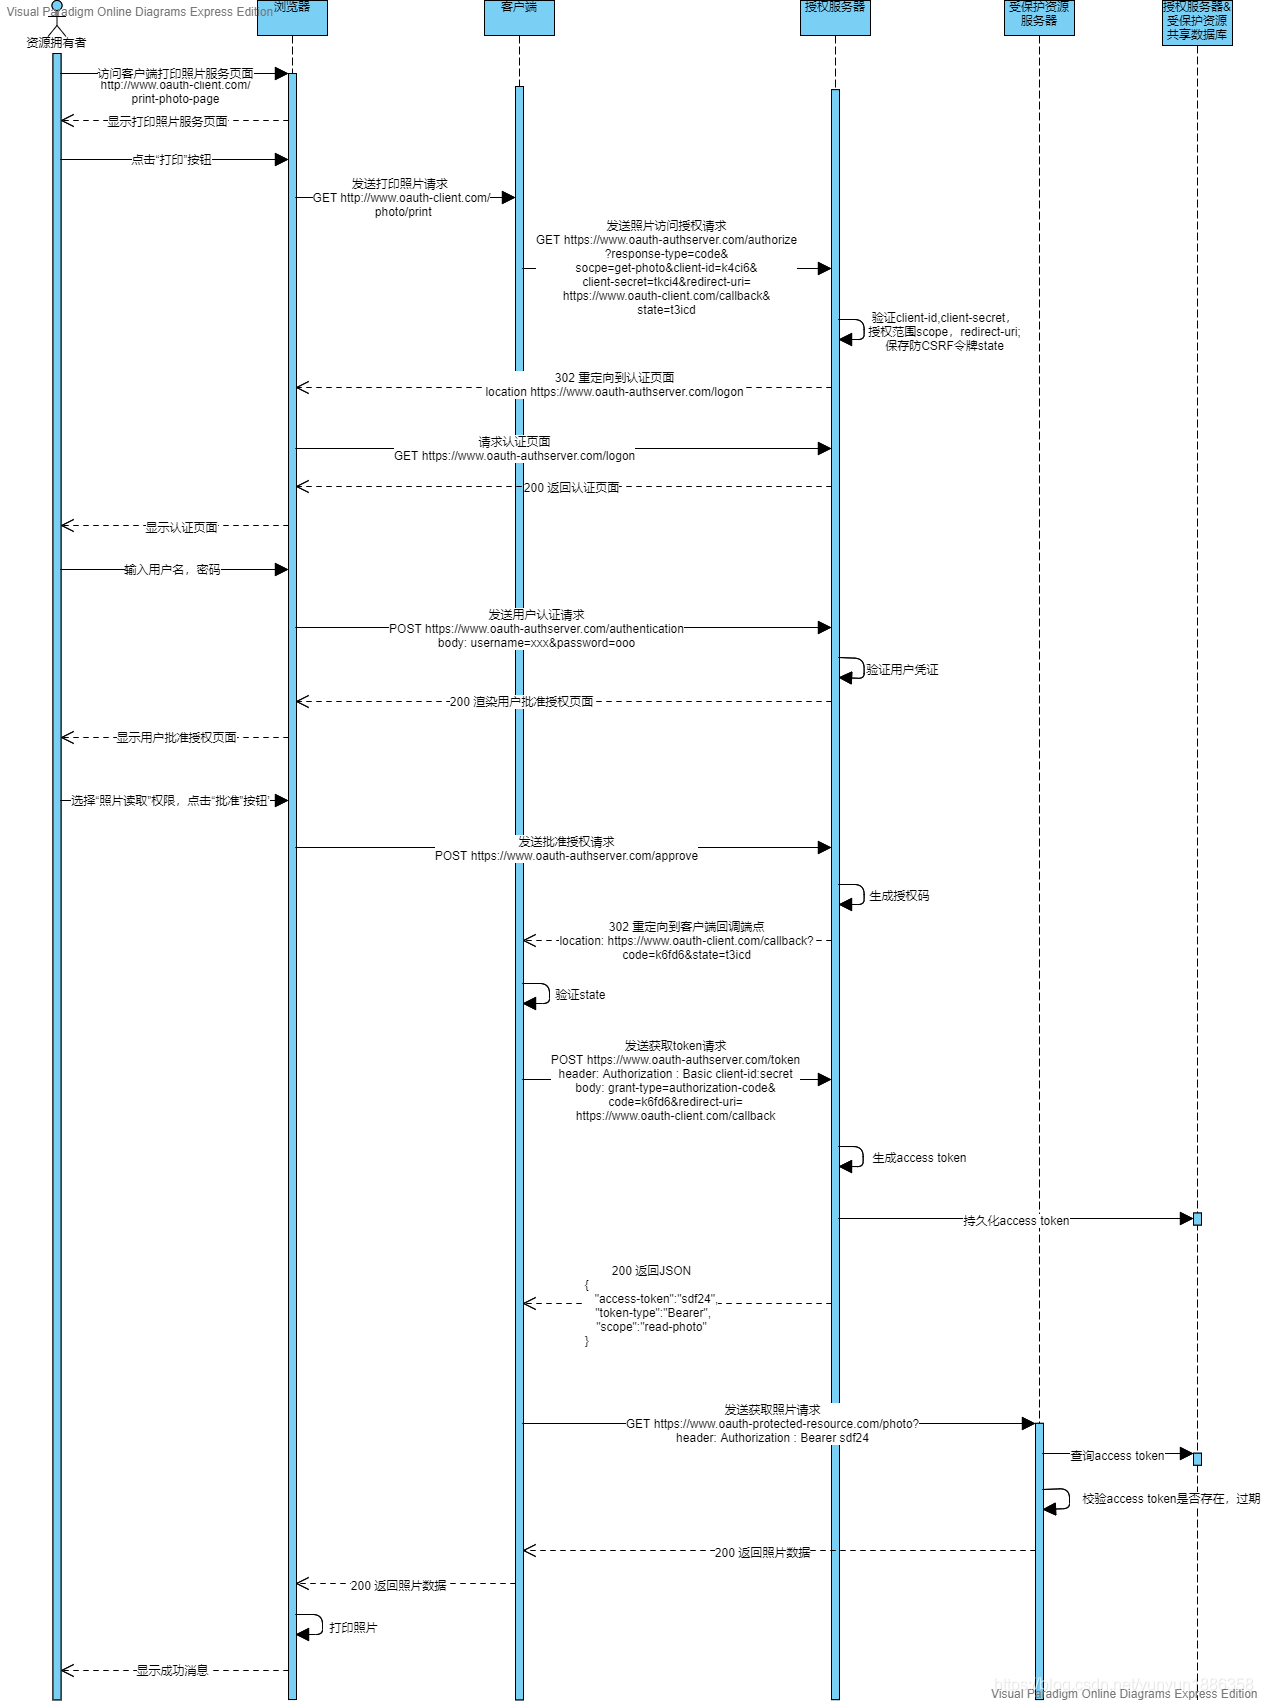 Visual Paradigm Online Diagrams Express Edition
资源拥有者
浏览器
客户端
授权服务器
受保护资源
服务器
授权服务器&
受保护资源
共享数据库
访问客户端打印照片服务页面
http://www.oauth-client.com/
print-photo-page
显示打印照片服务页面
点击“打印”按钮
发送打印照片请求
GET http://www.oauth-client.com/
photo/print
发送照片访问授权请求
GET https://www.oauth-authserver.com/authorize
?response-type=code&
socpe=get-photo&client-id=k4ci6&
client-secret=tkci4&redirect-uri=
https://www.oauth-client.com/callback&
state=t3icd
验证client-id,client-secret，
授权范围scope，redirect-uri;
保存防CSRF令牌state
302 重定向到认证页面
location https://www.oauth-authserver.com/logon
请求认证页面
GET https://www.oauth-authserver.com/logon
200 返回认证页面
显示认证页面
输入用户名，密码
发送用户认证请求
POST https://www.oauth-authserver.com/authentication
body: username=xxx&password=ooo
验证用户凭证
200 渲染用户批准授权页面
显示用户批准授权页面
选择“照片读取”权限，点击“批准”按钮
发送批准授权请求
POST https://www.oauth-authserver.com/approve
生成授权码
302 重定向到客户端回调端点
location: https://www.oauth-client.com/callback?
code=k6fd6&state=t3icd
验证state
发送获取token请求
POST https://www.oauth-authserver.com/token
header: Authorization : Basic client-id:secret
body: grant-type=authorization-code&
code=k6fd6&redirect-uri=
https://www.oauth-client.com/callback
生成access token
持久化access token
200 返回JSON
{
"access-token":"sdf24",
"token-type":"Bearer",
"scope":"read-photo"
}
发送获取照片请求
GET https://www.oauth-protected-resource.com/photo?
header: Authorization : Bearer sdf24
查询access token
校验access token是否存在，过期
200 返回照片数据
200 返回照片数据
打印照片
显示成功消息
Visual Paradigm Online Diagrams Express Edition